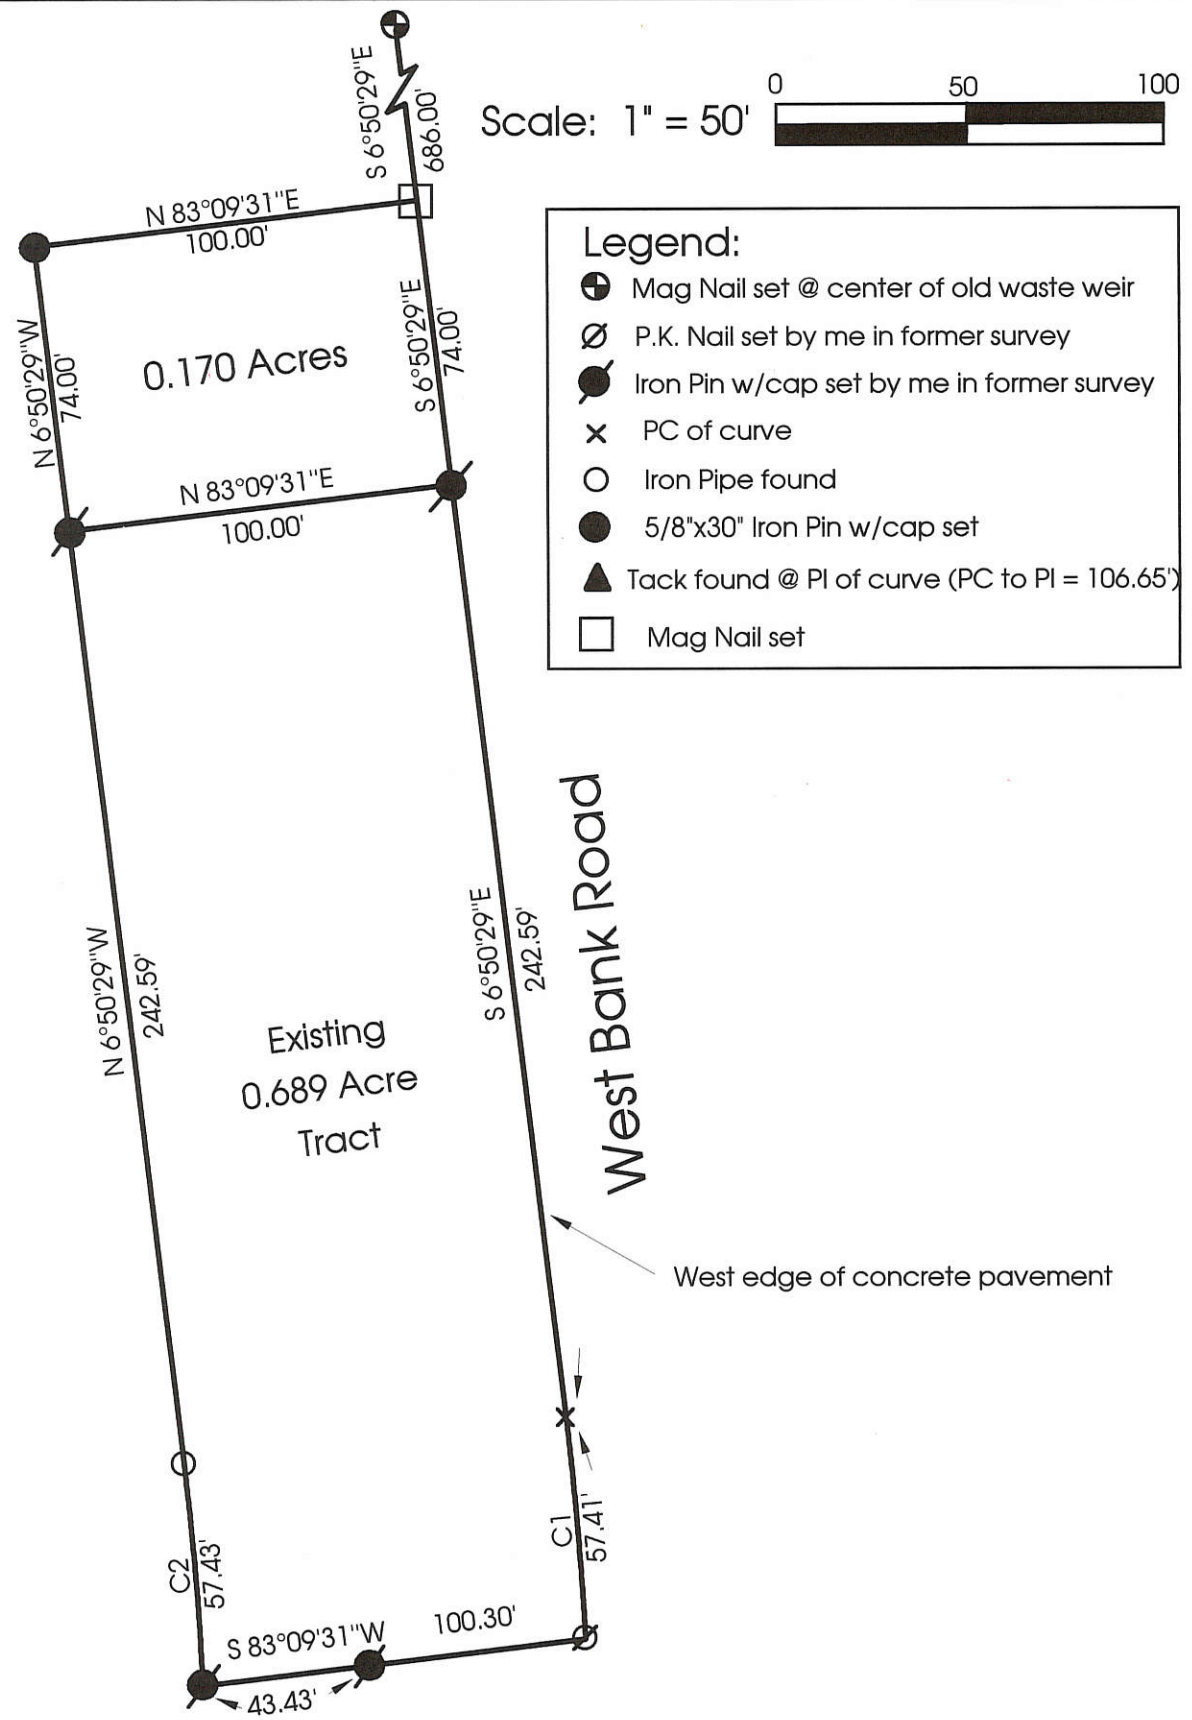 S 6°50'29"E
686.00'
Scale: 1" = 50'
0 50 100
N 83°09'31"E
100.00'
Legend:
Mag Nail set @ center of old waste weir
P.K. Nail set by me in former survey
Iron Pin w/cap set by me in former survey
PC of curve
Iron Pipe found
5/8"x30" Iron Pin w/cap set
Tack found @ PI of curve (PC to PI = 106.65')
Mag Nail set
N 6°50'29"W
74.00'
0.170 Acres
S 6°50'29"E
74.00'
N 83°09'31"E
100.00'
N 6°50'29"W
242.59'
S 6°50'29"E
242.59'
West Bank Road
Existing
0.689 Acre
Tract
West edge of concrete pavement
C2
57.43'
C1
57.41'
S 83°09'31"W
100.30'
43.43'